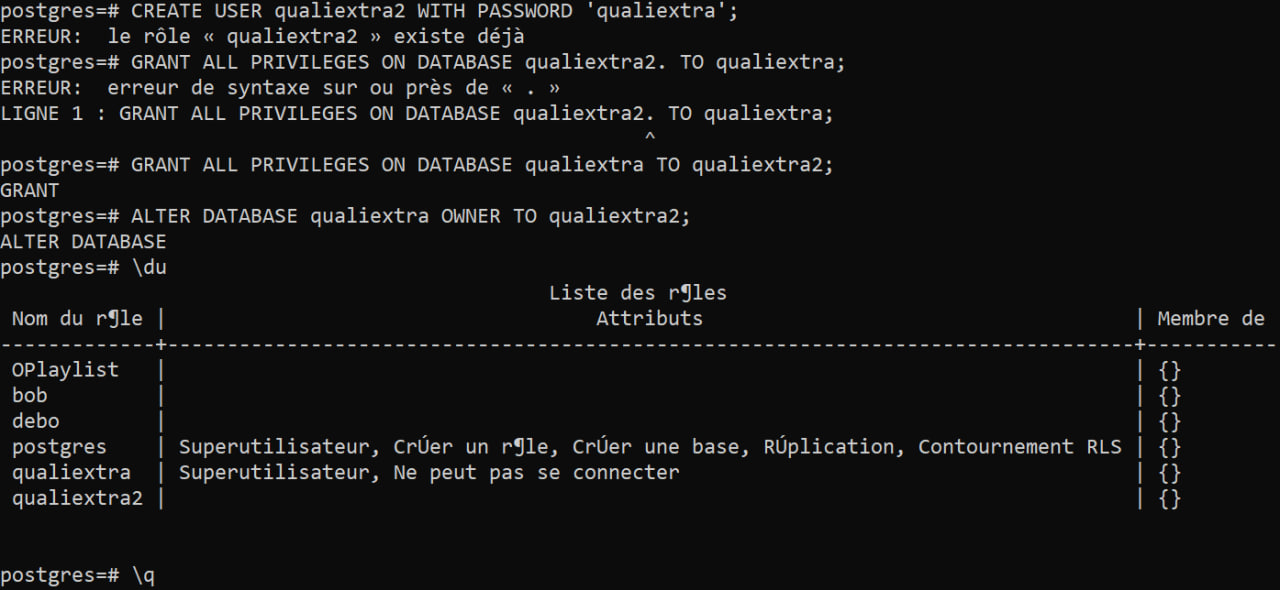 postgres=# CREATE USER qualiextra2 WITH PASSWORD 'qualiextra';
ERREUR:  le rôle « qualiextra2 » existe déjà
postgres=# GRANT ALL PRIVILEGES ON DATABASE qualiextra2. TO qualiextra;
ERREUR:  erreur de syntaxe sur ou près de « . »
LIGNE 1 : GRANT ALL PRIVILEGES ON DATABASE qualiextra2. TO qualiextra;
^
postgres=# GRANT ALL PRIVILEGES ON DATABASE qualiextra TO qualiextra2;
GRANT
postgres=# ALTER DATABASE qualiextra OWNER TO qualiextra2;
ALTER DATABASE
postgres=# \du
Liste des r¶les
Nom du r¶le | Attributs | Membre de
-------------+---------------------------------------------------------------------------------+-----------
OPlaylist | | {}
bob | | {}
debo | | {}
postgres | Superutilisateur, CrÚer un r¶le, CrÚer une base, RÚplication, Contournement RLS | {}
qualiextra | Superutilisateur, Ne peut pas se connecter | {}
qualiextra2 | | {}
postgres=# \q